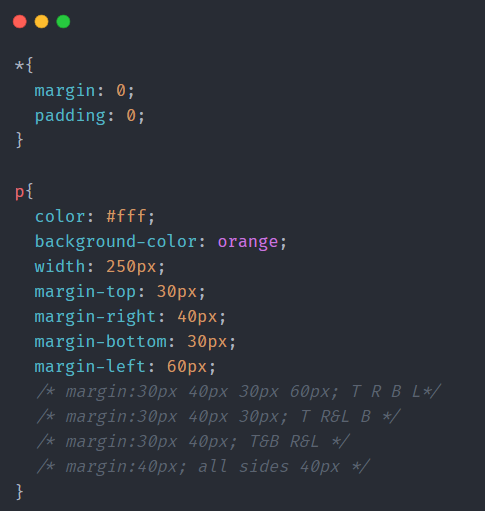 *{
  margin: 0;
  padding: 0;
}

p{
  color: #fff;
  background-color: orange;
  width: 250px;
  margin-top: 30px;
  margin-right: 40px;
  margin-bottom: 30px;
  margin-left: 60px;
  /* margin:30px 40px 30px 60px; T R B L*/
  /* margin:30px 40px 30px; T R&L B */
  /* margin:30px 40px; T&B R&L */
  /* margin:40px; all sides 40px */
}